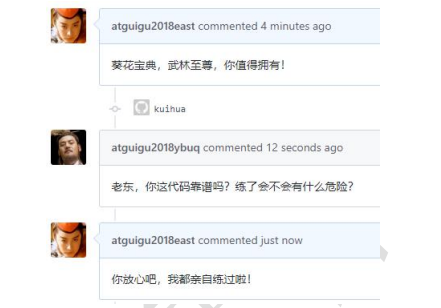 atguigu2018east commented 4 minutes ago
葵花宝典，武林至尊，你值得拥有！
kuihua
atguigu2018ybuq commented 12 seconds ago
老东，你这代码靠谱吗？练了会不会有什么危险？
atguigu2018east commented just now
你放心吧，我都亲自练过啦！